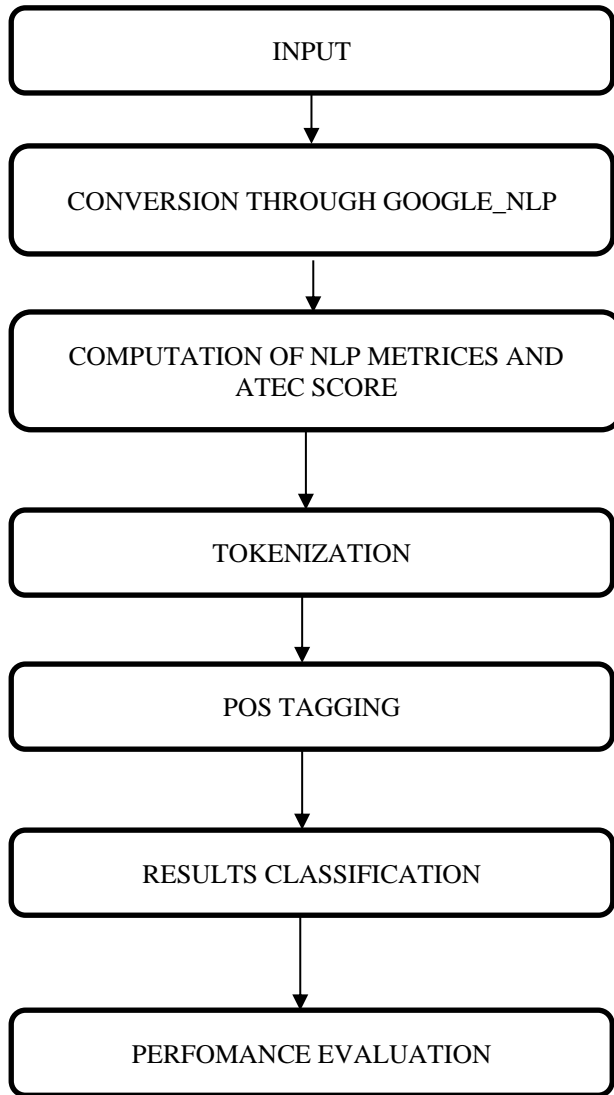 INPUT
CONVERSION THROUGH GOOGLE_NLP
COMPUTATION OF NLP METRICES AND
ATEC SCORE
TOKENIZATION
POS TAGGING
RESULTS CLASSIFICATION
PERFOMANCE EVALUATION